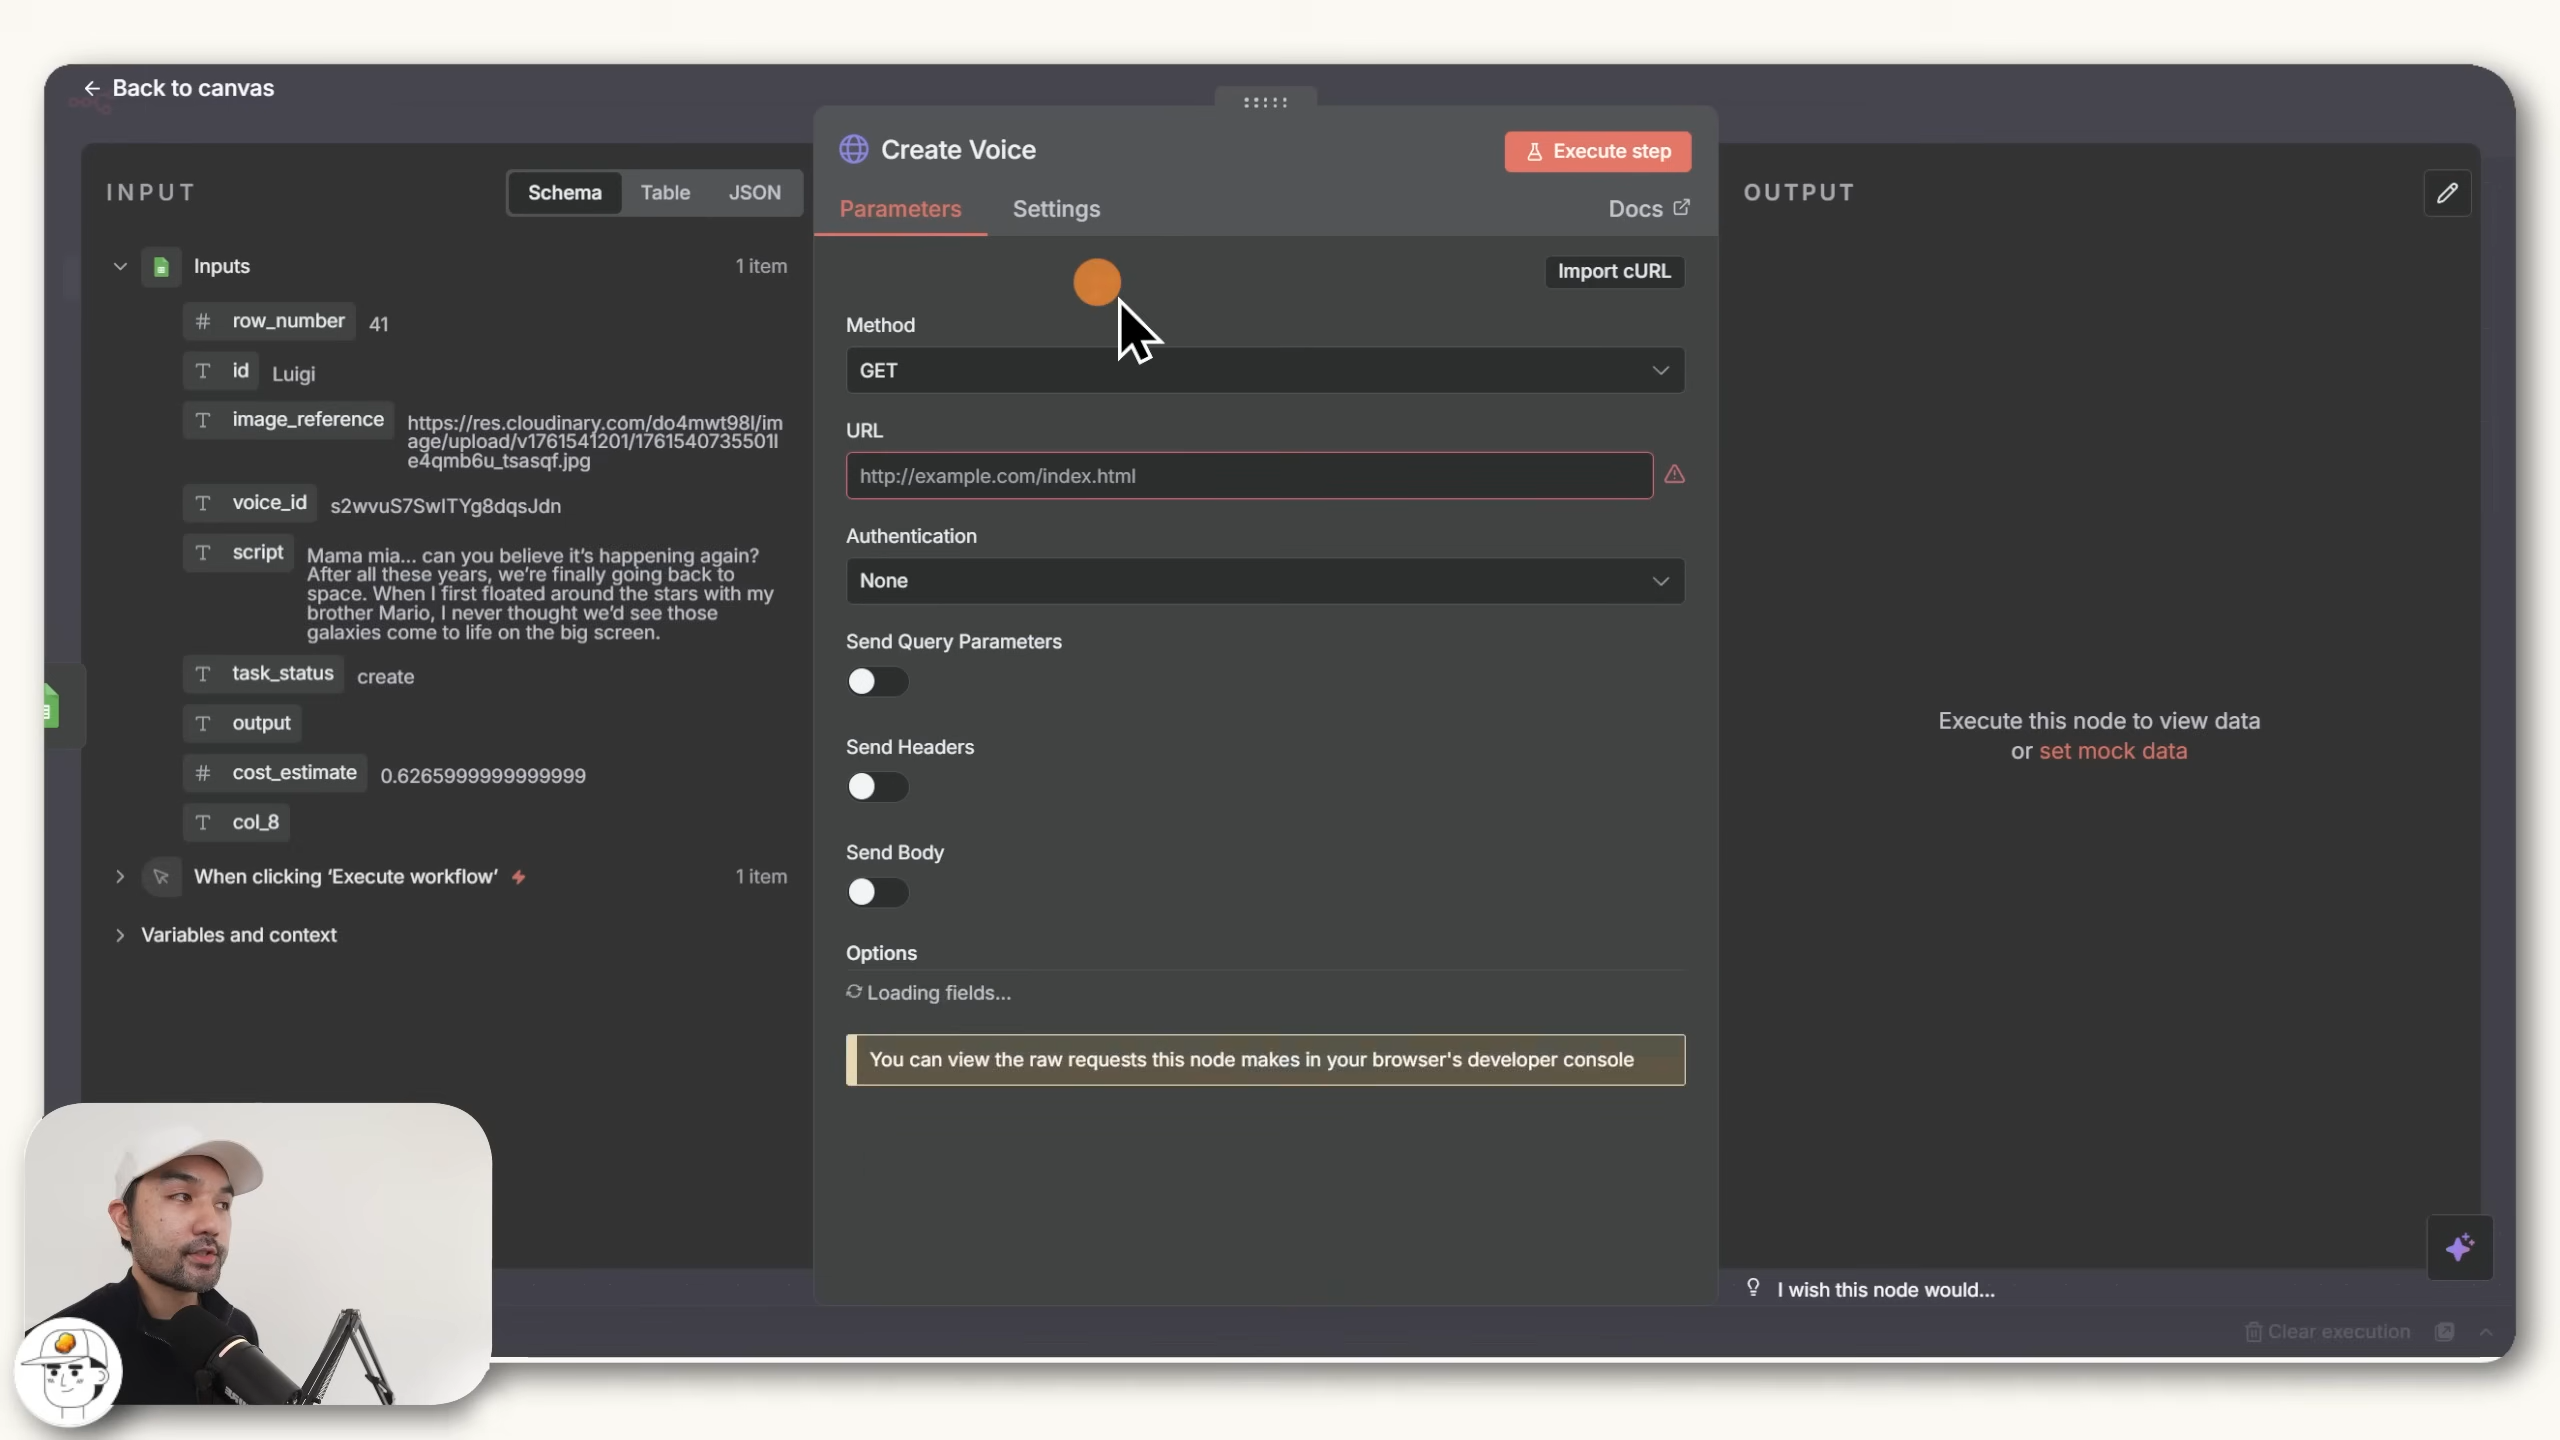 Back to canvas
INPUT
Schema
Table
JSON
Inputs
1 item
# row_number
41
T id
Luigi
T image_reference
https://res.cloudinary.com/do4mwt98l/im
age/upload/v1761541201/1761540735501l
e4qmb6u_tsasqf.jpg
T voice_id
s2wvuS7SwITYg8dqsJdn
T script
Mama mia... can you believe it’s happening again?
After all these years, we’re finally going back to
space. When I first floated around the stars with my
brother Mario, I never thought we’d see those
galaxies come to life on the big screen.
T task_status
create
T output
# cost_estimate
0.6265999999999999
T col_8
When clicking ‘Execute workflow’
1 item
Variables and context
Create Voice
Execute step
Parameters
Settings
Docs
Import cURL
Method
GET
URL
http://example.com/index.html
Authentication
None
Send Query Parameters
Send Headers
Send Body
Options
Loading fields...
You can view the raw requests this node makes in your browser's developer console
OUTPUT
Execute this node to view data
or set mock data
I wish this node would...
Clear execution